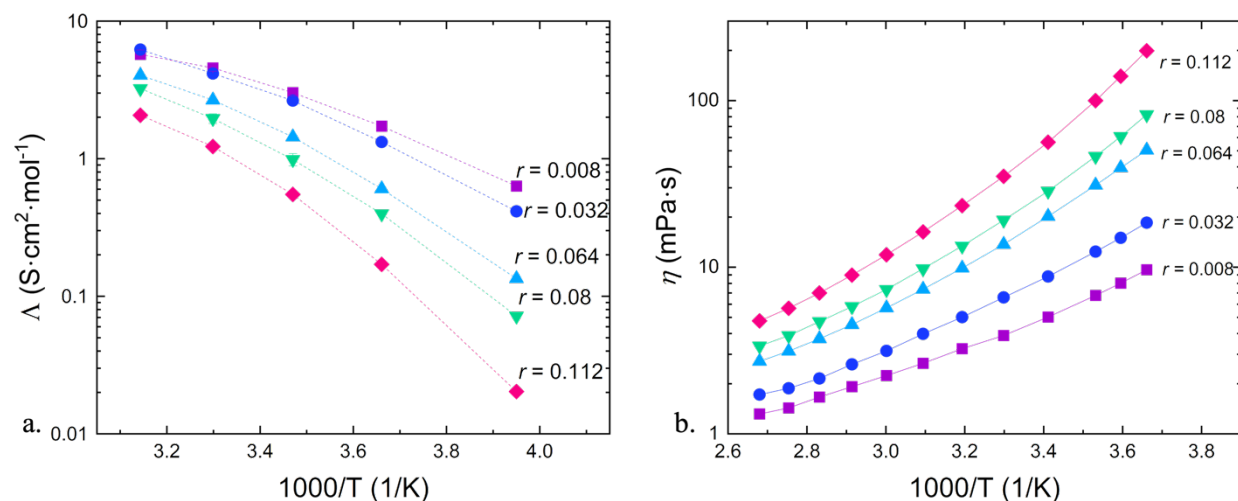 10
1
0.1
0.01
Λ (S·cm²·mol⁻¹)
r = 0.008
r = 0.032
r = 0.064
r = 0.08
r = 0.112
a.
3.2 3.4 3.6 3.8 4.0
1000/T (1/K)
100
10
1
η (mPa·s)
r = 0.112
r = 0.08
r = 0.064
r = 0.032
r = 0.008
b.
2.6 2.8 3.0 3.2 3.4 3.6 3.8
1000/T (1/K)